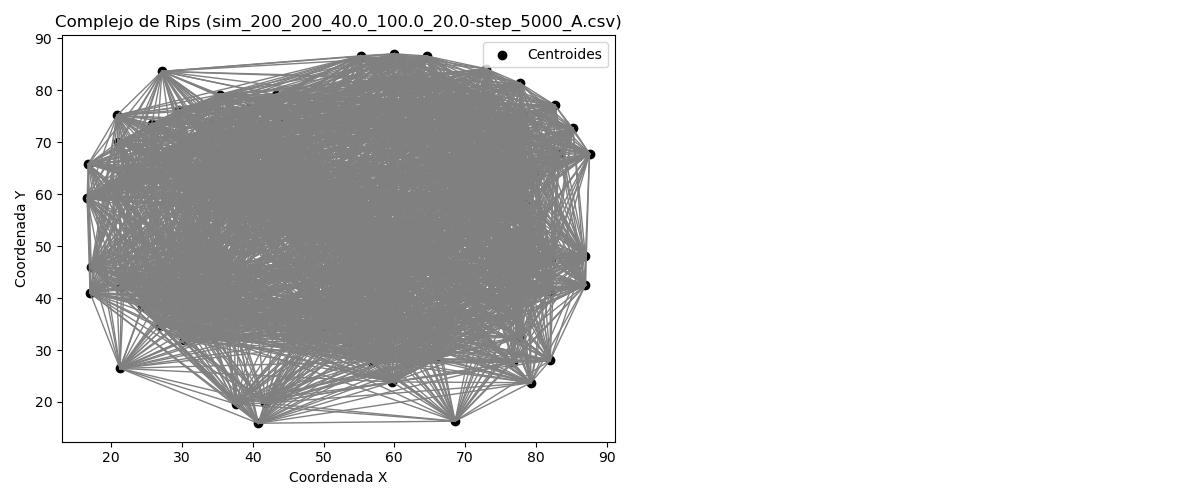 Complejo de Rips (sim_200_200_40.0_100.0_20.0-step_5000_A.csv)
Centroides
90
80
70
60
50
40
30
20
Coordenada Y
20 30 40 50 60 70 80 90
Coordenada X